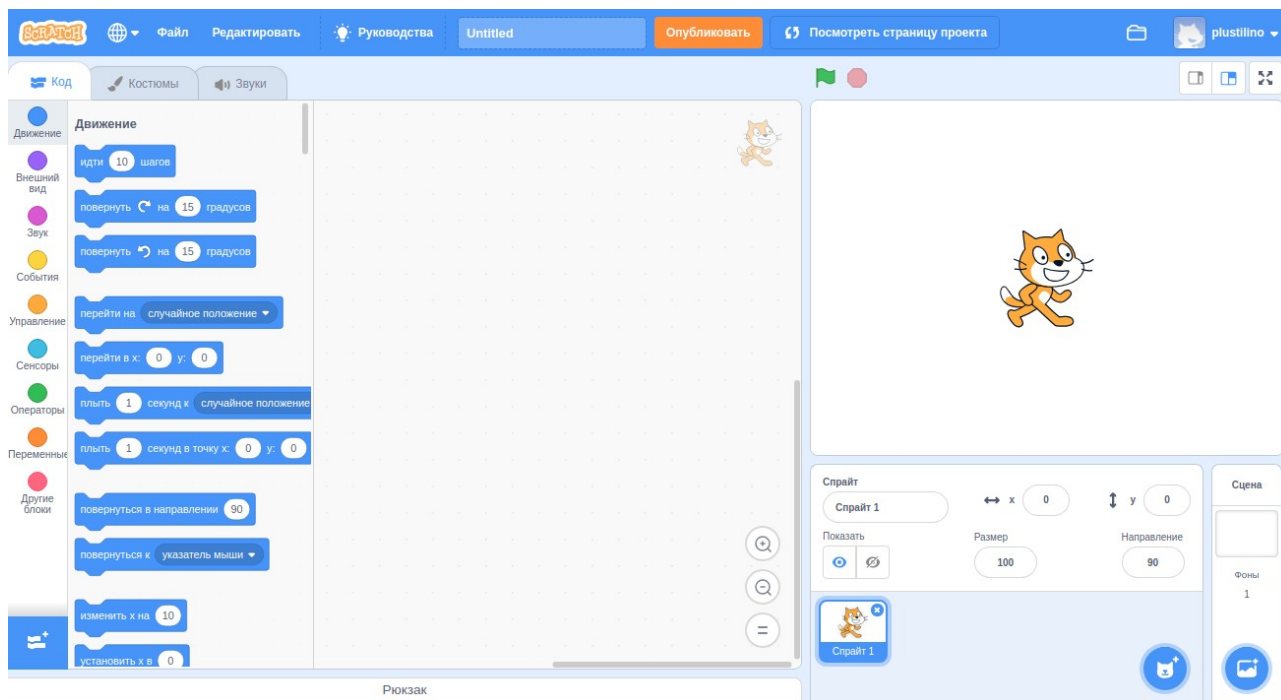 SCRATCH
Файл
Редактировать
Руководства
Untitled
Опубликовать
Посмотреть страницу проекта
plustilino
Код
Костюмы
Звуки
Движение
Внешний
вид
Звук
События
Управление
Сенсоры
Операторы
Переменные
Другие
блоки
Движение
идти 10 шагов
повернуть на 15 градусов
повернуть на 15 градусов
перейти на случайное положение
перейти в x: 0 y: 0
плыть 1 секунд к случайное положение
плыть 1 секунд в точку x: 0 y: 0
повернуться в направлении 90
повернуться к указатель мыши
изменить x на 10
установить x в 0
Рюкзак
Спрайт
Спрайт 1
x 0
y 0
Показать
Размер
100
Направление
90
Спрайт 1
Сцена
Фоны
1